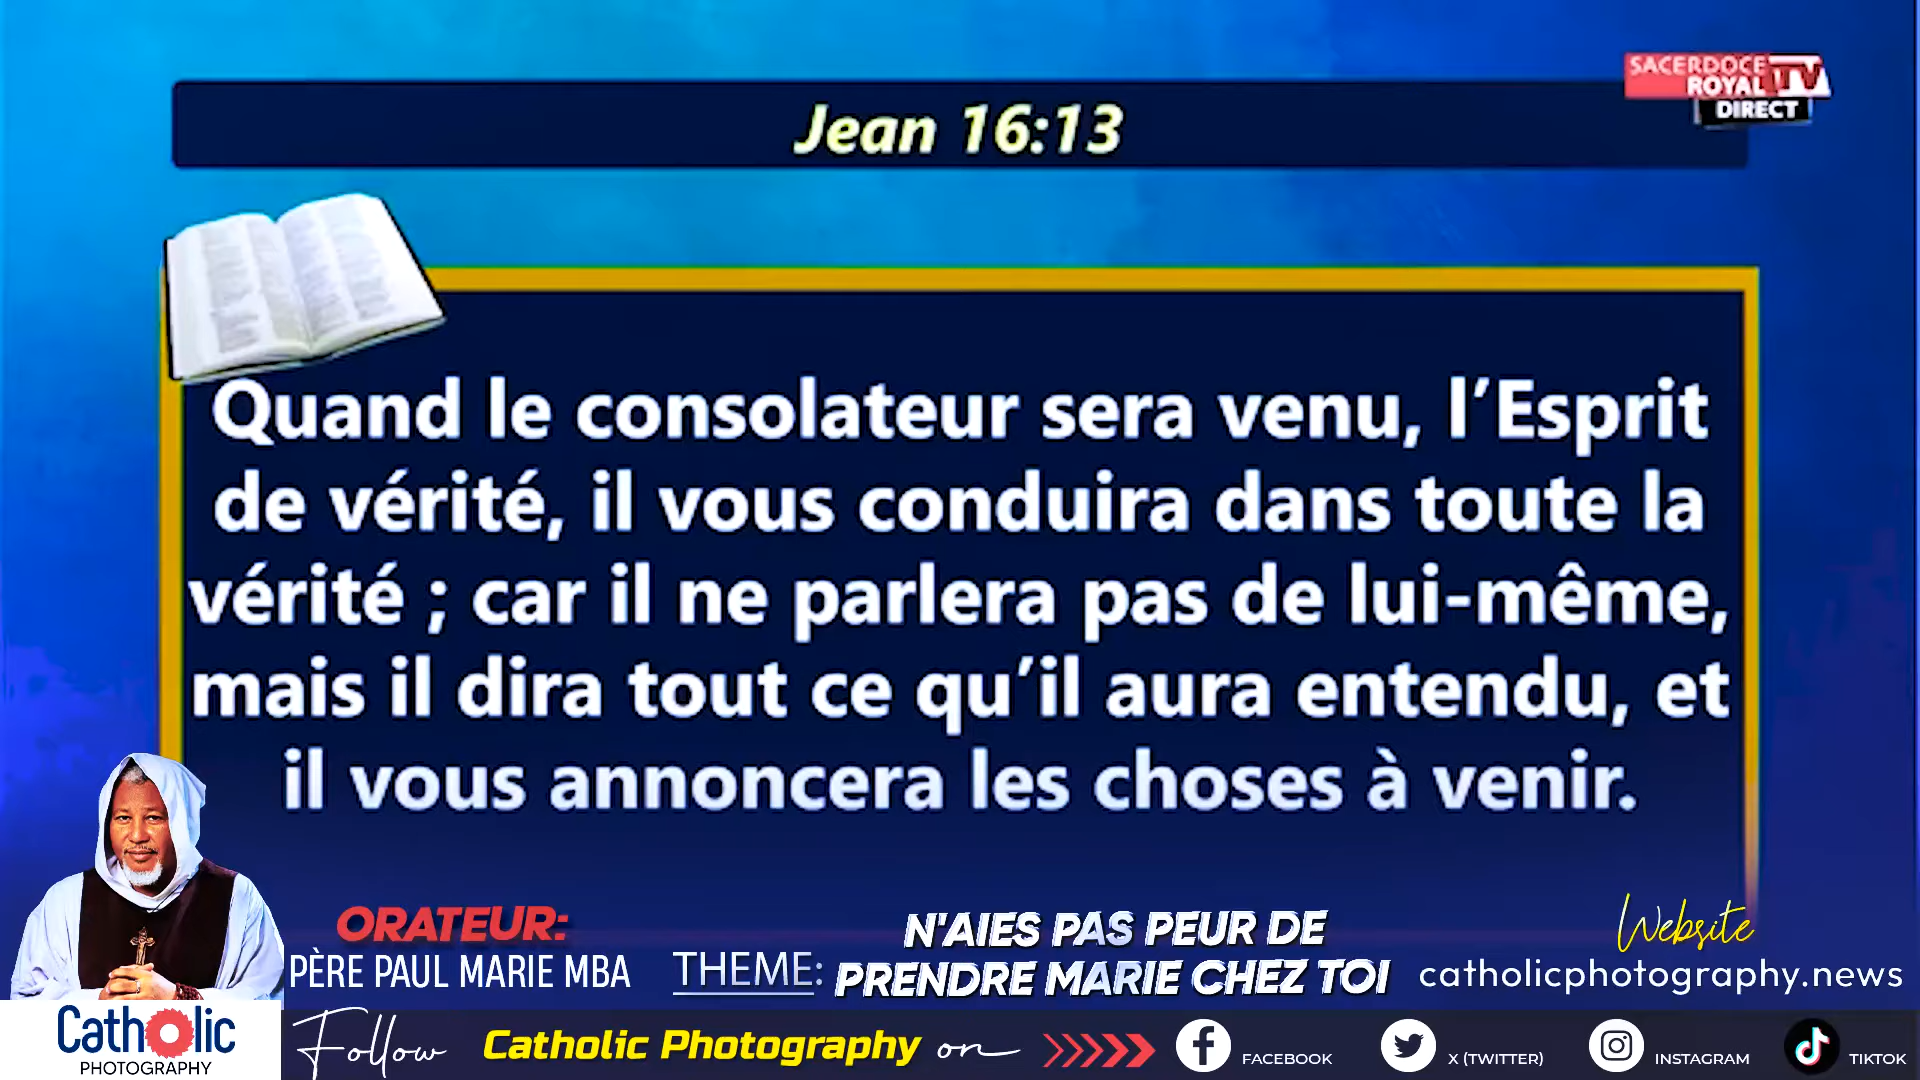 SACERDOCE
ROYAL TV
DIRECT
Jean 16:13
Quand le consolateur sera venu, l’Esprit
de vérité, il vous conduira dans toute la
vérité ; car il ne parlera pas de lui-même,
mais il dira tout ce qu’il aura entendu, et
il vous annoncera les choses à venir.
ORATEUR:
PÈRE PAUL MARIE MBA
THEME:
N'AIES PAS PEUR DE
PRENDRE MARIE CHEZ TOI
Website
catholicphotography.news
Catholic
PHOTOGRAPHY
Follow Catholic Photography on FACEBOOK X (TWITTER) INSTAGRAM TIKTOK